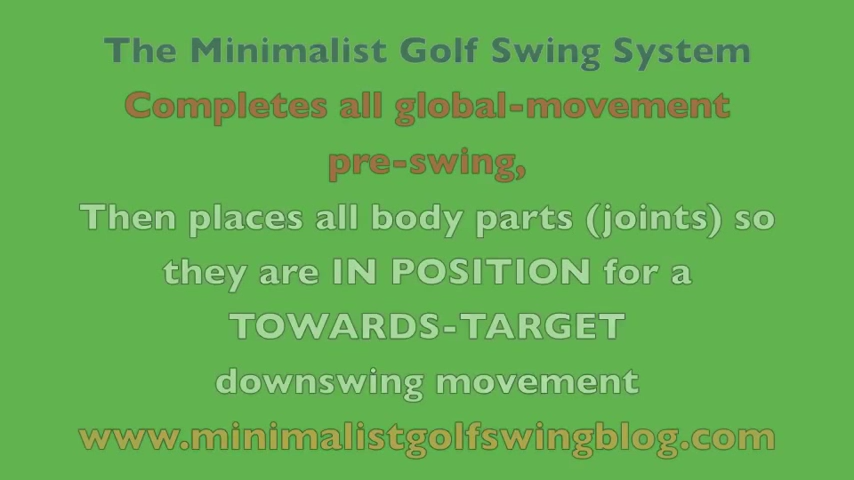 The Minimalist Golf Swing System
Completes all global-movement
pre-swing,
Then places all body parts (joints) so
they are IN POSITION for a
TOWARDS-TARGET
downswing movement
www.minimalistgolfswingblog.com